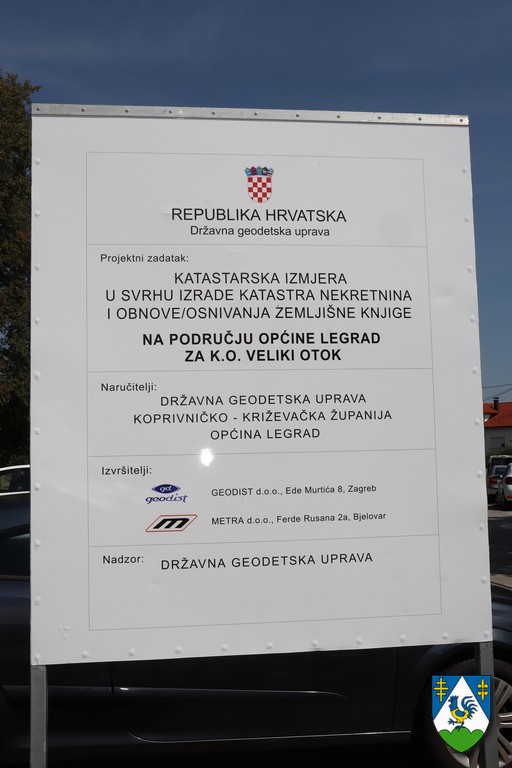 REPUBLIKA HRVATSKA
Državna geodetska uprava
Projektni zadatak:
KATASTARSKA IZMJERA
U SVRHU IZRADE KATASTRA NEKRETNINA
I OBNOVE/OSNIVANJA ZEMLJIŠNE KNJIGE
NA PODRUČJU OPĆINE LEGRAD
ZA K.O. VELIKI OTOK
Naručitelji:
DRŽAVNA GEODETSKA UPRAVA
KOPRIVNIČKO - KRIŽEVAČKA ŽUPANIJA
OPĆINA LEGRAD
Izvršitelji:
gd
geodist
GEODIST d.o.o., Ede Murtića 8, Zagreb
m
METRA d.o.o., Ferde Rusana 2a, Bjelovar
Nadzor:
DRŽAVNA GEODETSKA UPRAVA